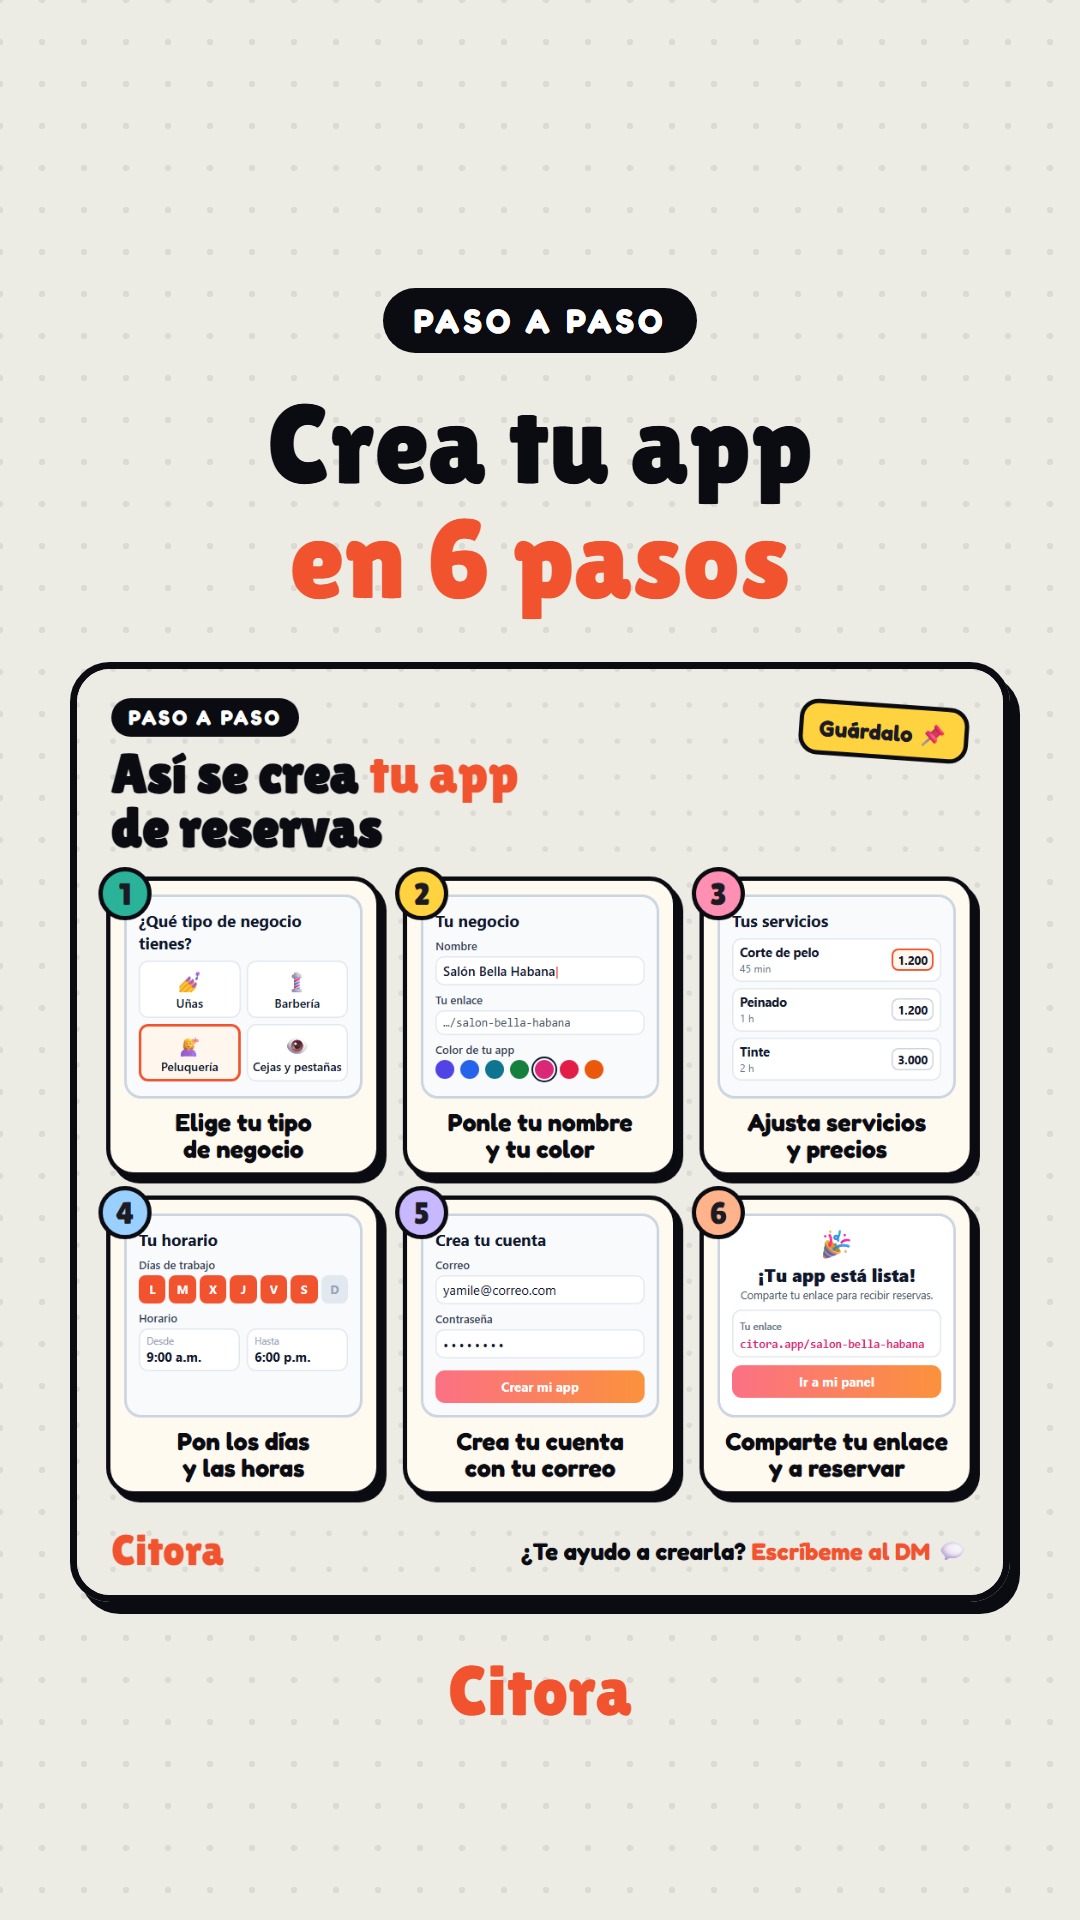 PASO A PASO
Crea tu app
en 6 pasos
PASO A PASO
Guárdalo
Así se crea tu app
de reservas
1
¿Qué tipo de negocio
tienes?
Uñas
Barbería
Peluquería
Cejas y pestañas
Elige tu tipo
de negocio
2
Tu negocio
Nombre
Salón Bella Habana
Tu enlace
…/salon-bella-habana
Color de tu app
Ponle tu nombre
y tu color
3
Tus servicios
Corte de pelo
45 min
1.200
Peinado
1 h
1.200
Tinte
2 h
3.000
Ajusta servicios
y precios
4
Tu horario
Días de trabajo
L M X J V S D
Horario
Desde
9:00 a.m.
Hasta
6:00 p.m.
Pon los días
y las horas
5
Crea tu cuenta
Correo
yamile@correo.com
Contraseña
••••••••
Crear mi app
Crea tu cuenta
con tu correo
6
¡Tu app está lista!
Comparte tu enlace para recibir reservas.
Tu enlace
citora.app/salon-bella-habana
Ir a mi panel
Comparte tu enlace
y a reservar
Citora
¿Te ayudo a crearla? Escríbeme al DM
Citora